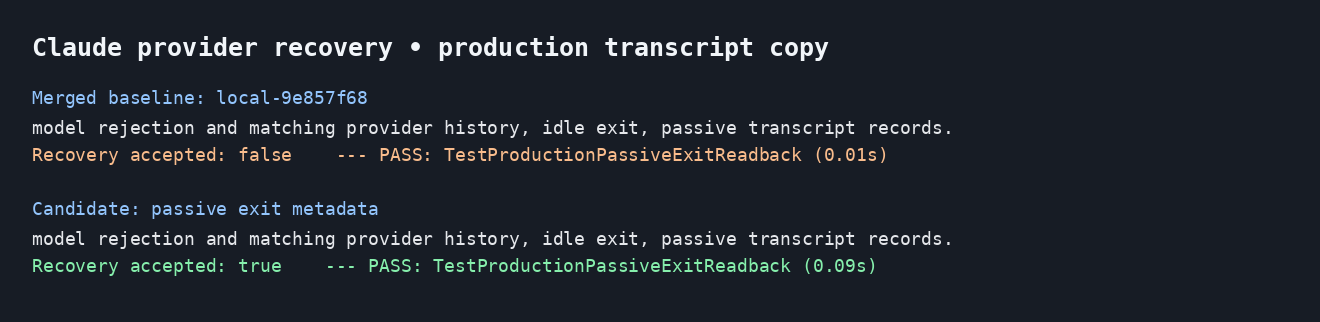 Claude provider recovery • production transcript copy
Merged baseline: local-9e857f68
model rejection and matching provider history, idle exit, passive transcript records.
Recovery accepted: false    --- PASS: TestProductionPassiveExitReadback (0.01s)
Candidate: passive exit metadata
model rejection and matching provider history, idle exit, passive transcript records.
Recovery accepted: true    --- PASS: TestProductionPassiveExitReadback (0.09s)